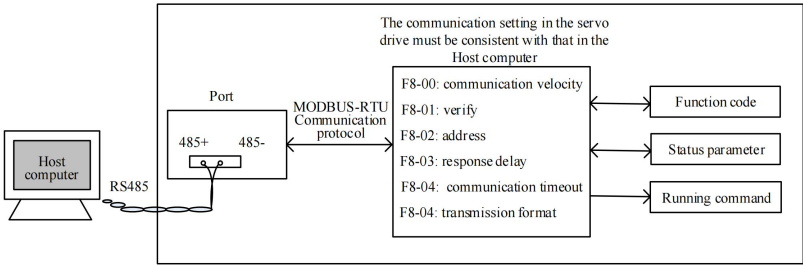 The communication setting in the servo
drive must be consistent with that in the
Host computer
Port
485+ 485-
MODBUS-RTU
Communication
protocol
F8-00: communication velocity
F8-01: verify
F8-02: address
F8-03: response delay
F8-04: communication timeout
F8-04: transmission format
Function code
Status parameter
Running command
Host
computer
RS485